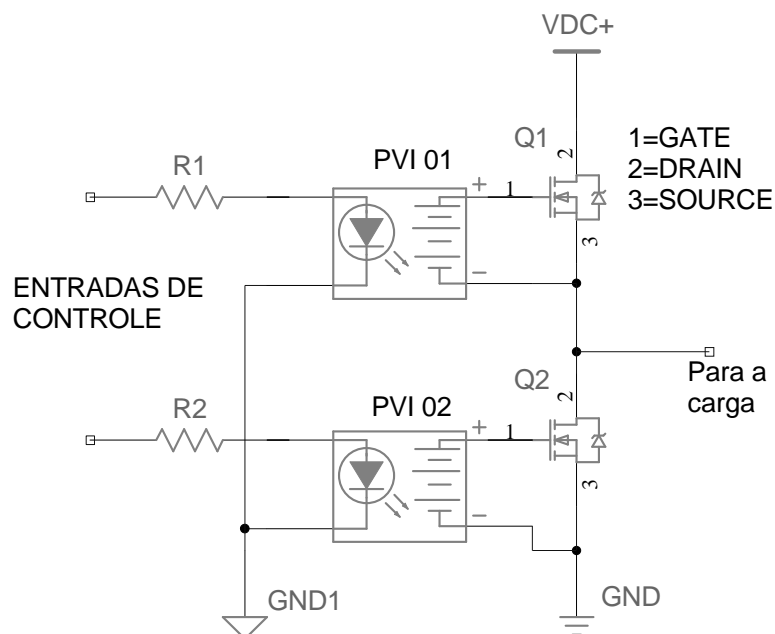 VDC+
Q1
1=GATE
2=DRAIN
3=SOURCE
2
PVI 01
R1
+
1
3
−
ENTRADAS DE
CONTROLE
Q2
2
Para a
carga
PVI 02
R2
+
1
3
−
GND1
GND